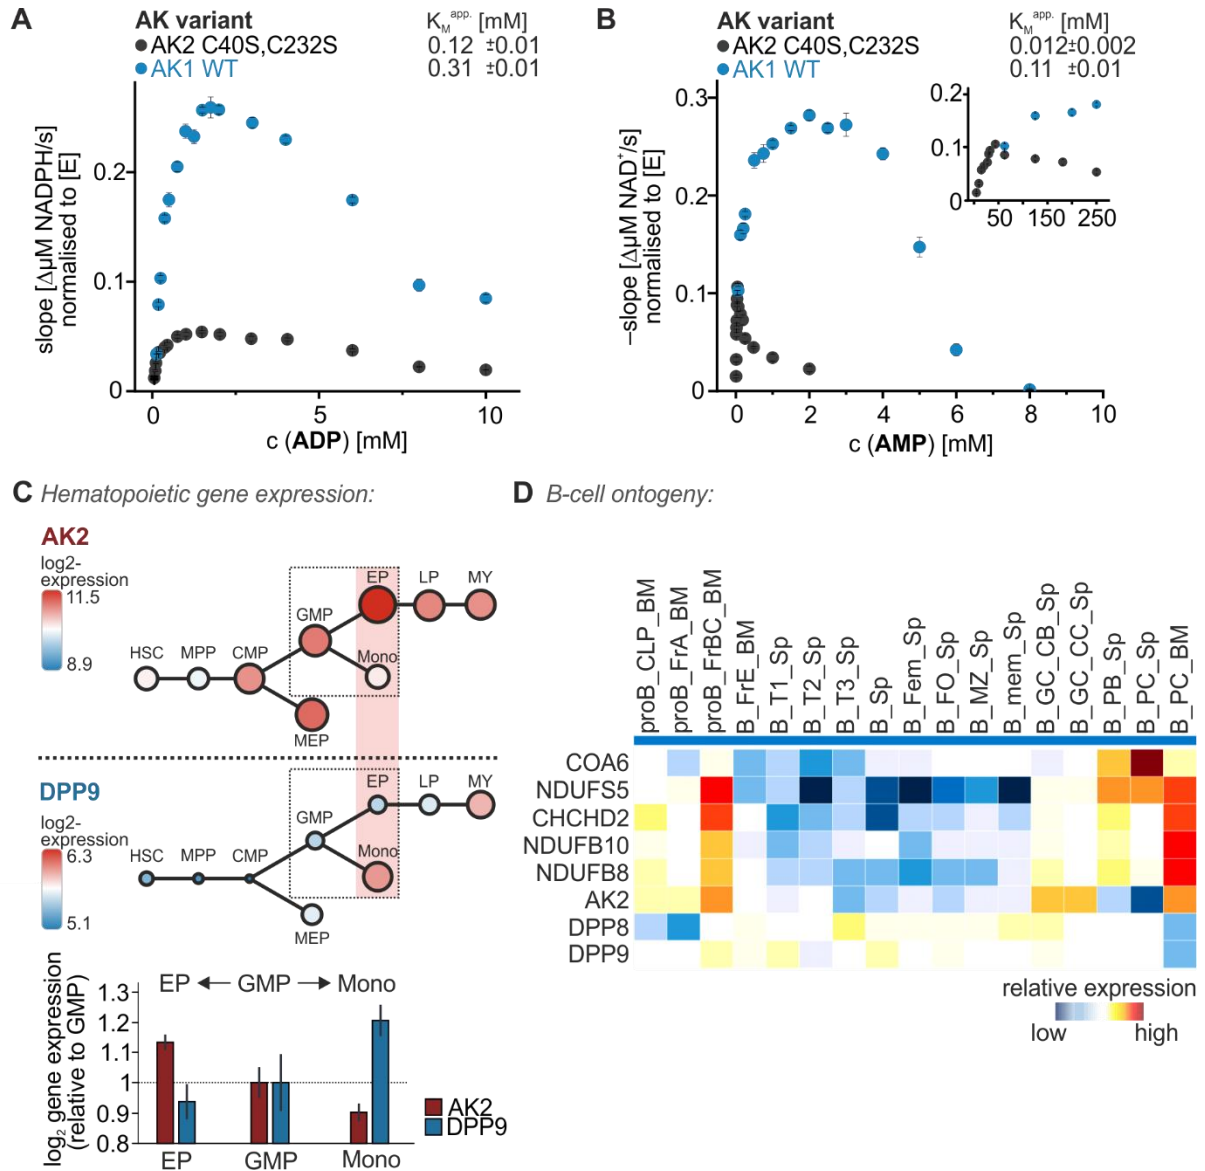 A
AK variant
K_M^app. [mM]
AK2 C40S,C232S
0.12 ±0.01
AK1 WT
0.31 ±0.01
slope [ΔµM NADPH/s]
normalised to [E]
0.2
0.1
0
0
5
10
c (ADP) [mM]
B
AK variant
K_M^app. [mM]
AK2 C40S,C232S
0.012±0.002
AK1 WT
0.11 ±0.01
–slope [ΔµM NAD⁺/s]
normalised to [E]
0.3
0.2
0.1
0
0.2
0.1
0
50
150
250
0
2
4
6
8
10
c (AMP) [mM]
C Hematopoietic gene expression:
AK2
log2-
expression
11.5
8.9
HSC
MPP
CMP
GMP
EP
LP
MY
Mono
MEP
DPP9
log2-
expression
6.3
5.1
HSC
MPP
CMP
GMP
EP
LP
MY
Mono
MEP
log₂ gene expression
(relative to GMP)
1.3
1.2
1.1
1
0.9
0.8
EP ← GMP → Mono
EP
GMP
Mono
AK2
DPP9
D B-cell ontogeny:
proB_CLP_BM
proB_FrA_BM
proB_FrBC_BM
B_FrE_BM
B_T1_Sp
B_T2_Sp
B_T3_Sp
B_Sp
B_Fem_Sp
B_FO_Sp
B_MZ_Sp
B_mem_Sp
B_GC_CB_Sp
B_GC_CC_Sp
B_PB_Sp
B_PC_Sp
B_PC_BM
COA6
NDUFS5
CHCHD2
NDUFB10
NDUFB8
AK2
DPP8
DPP9
relative expression
low
high